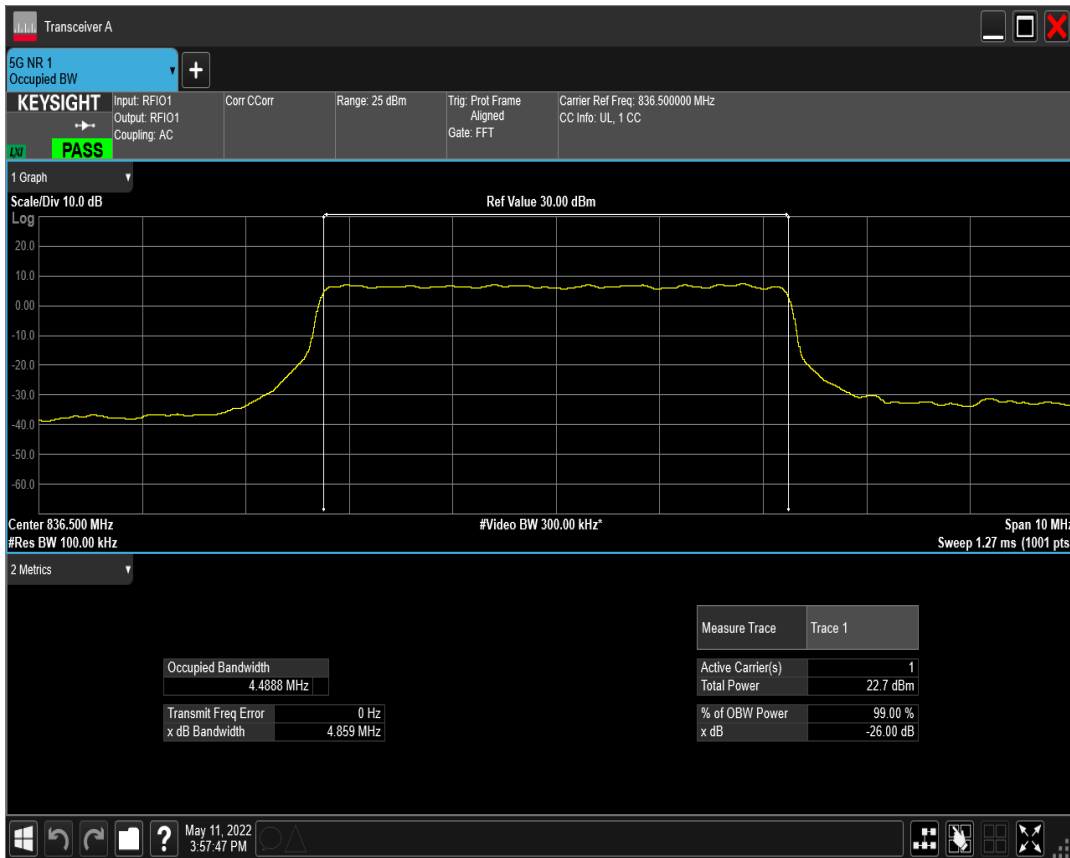 Transceiver A
5G NR 1
Occupied BW
KEYSIGHT
LXI
PASS
Input: RFIO1
Output: RFIO1
Coupling: AC
Corr CCorr
Range: 25 dBm
Trig: Prot Frame
Aligned
Gate: FFT
Carrier Ref Freq: 836.500000 MHz
CC Info: UL, 1 CC
1 Graph
Scale/Div 10.0 dB
Ref Value 30.00 dBm
Log
20.0
10.0
0.00
-10.0
-20.0
-30.0
-40.0
-50.0
-60.0
Center 836.500 MHz
#Video BW 300.00 kHz*
Span 10 MHz
#Res BW 100.00 kHz
Sweep 1.27 ms (1001 pts
2 Metrics
Measure Trace Trace 1
Occupied Bandwidth
4.4888 MHz
Active Carrier(s) 1
Total Power 22.7 dBm
Transmit Freq Error 0 Hz
x dB Bandwidth 4.859 MHz
% of OBW Power 99.00 %
x dB -26.00 dB
?
May 11, 2022
3:57:47 PM